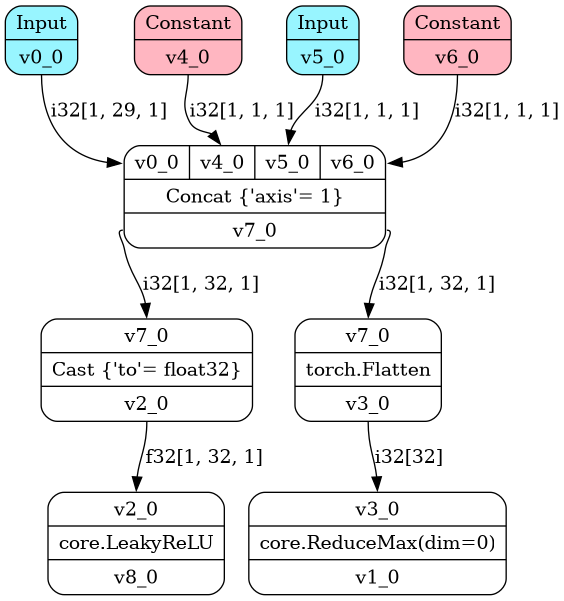 Input
v0_0
Constant
v4_0
Input
v5_0
Constant
v6_0
i32[1, 29, 1]
i32[1, 1, 1]
i32[1, 1, 1]
i32[1, 1, 1]
v0_0 v4_0 v5_0 v6_0
Concat {'axis'= 1}
v7_0
i32[1, 32, 1]
i32[1, 32, 1]
v7_0
Cast {'to'= float32}
v2_0
v7_0
torch.Flatten
v3_0
f32[1, 32, 1]
i32[32]
v2_0
core.LeakyReLU
v8_0
v3_0
core.ReduceMax(dim=0)
v1_0